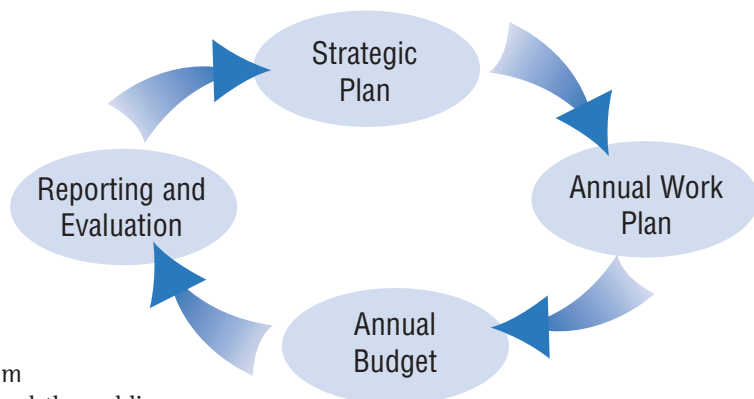 Strategic
Plan
Annual Work
Plan
Annual
Budget
Reporting and
Evaluation